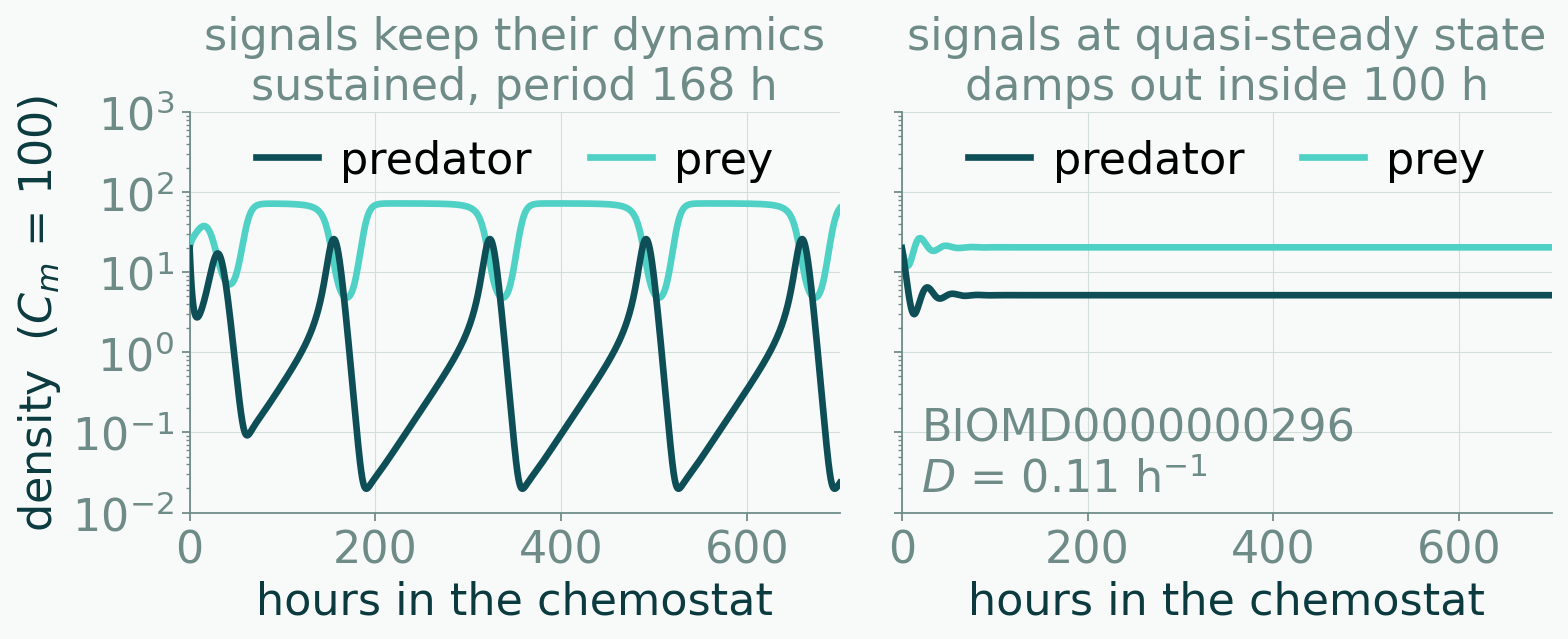 signals keep their dynamics
sustained, period 168 h
signals at quasi-steady state
damps out inside 100 h
density (Cₘ = 100)
10³
10²
10¹
10⁰
10⁻¹
10⁻²
predator
prey
predator
prey
BIOMD0000000296
D = 0.11 h⁻¹
0 200 400 600
0 200 400 600
hours in the chemostat
hours in the chemostat